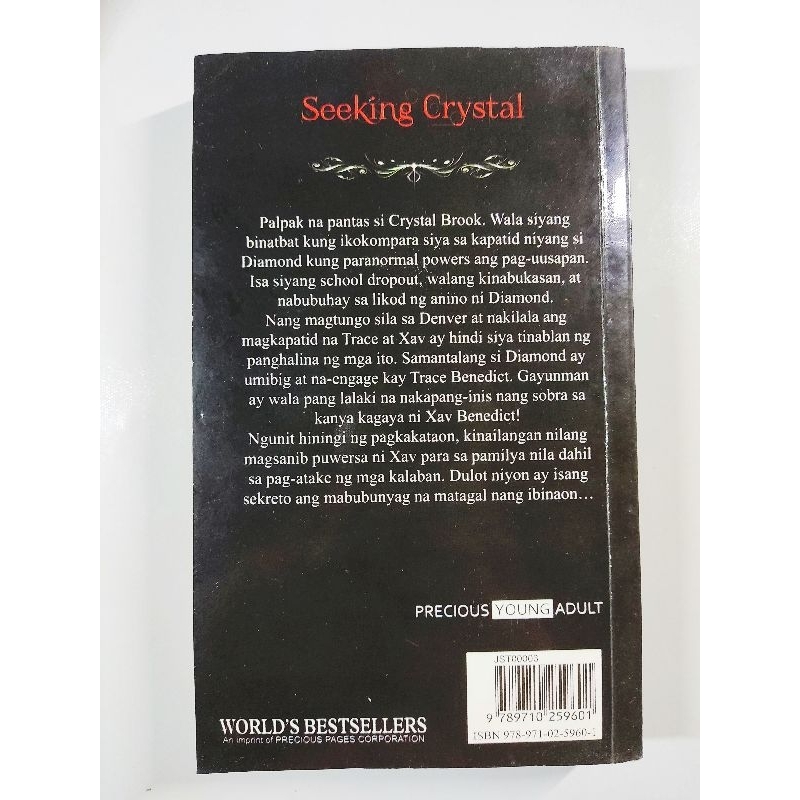 Seeking Crystal
Palpak na pantas si Crystal Brook. Wala siyang
binatbat kung ikokompara siya sa kapatid niyang si
Diamond kung paranormal powers ang pag-uusapan.
Isa siyang school dropout, walang kinabukasan, at
nabubuhay sa likod ng anino ni Diamond.
Nang magtungo sila sa Denver at nakilala ang
magkapatid na Trace at Xav ay hindi siya tinablan ng
panghalina ng mga ito. Samantalang si Diamond ay
umibig at na-engage kay Trace Benedict. Gayunman
ay wala pang lalaki na nakapang-inis nang sobra sa
kanya kagaya ni Xav Benedict!
Ngunit hiningi ng pagkakataon, kinailangan nilang
magsanib puwersa ni Xav para sa pamilya nila dahil
sa pag-atake ng mga kalaban. Dulot niyon ay isang
sekreto ang mabubunyag na matagal nang ibinaon…
PRECIOUS YOUNG ADULT
JST00003
9 789710 259601
ISBN 978-971-02-5960-1
WORLD'S BESTSELLERS
An imprint of PRECIOUS PAGES CORPORATION